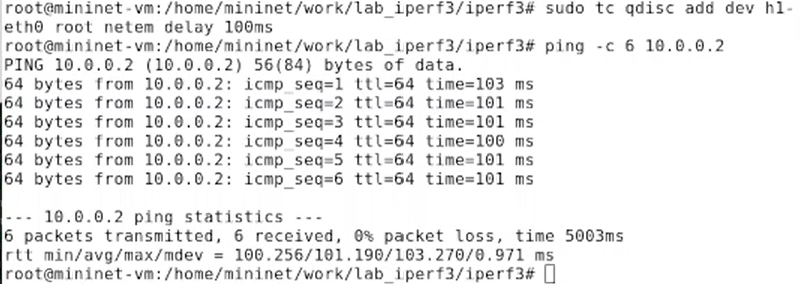 root@mininet-vm:/home/mininet/work/lab_iperf3/iperf3# sudo tc qdisc add dev h1-
eth0 root netem delay 100ms
root@mininet-vm:/home/mininet/work/lab_iperf3/iperf3# ping -c 6 10.0.0.2
PING 10.0.0.2 (10.0.0.2) 56(84) bytes of data.
64 bytes from 10.0.0.2: icmp_seq=1 ttl=64 time=103 ms
64 bytes from 10.0.0.2: icmp_seq=2 ttl=64 time=101 ms
64 bytes from 10.0.0.2: icmp_seq=3 ttl=64 time=101 ms
64 bytes from 10.0.0.2: icmp_seq=4 ttl=64 time=100 ms
64 bytes from 10.0.0.2: icmp_seq=5 ttl=64 time=101 ms
64 bytes from 10.0.0.2: icmp_seq=6 ttl=64 time=101 ms
--- 10.0.0.2 ping statistics ---
6 packets transmitted, 6 received, 0% packet loss, time 5003ms
rtt min/avg/max/mdev = 100.256/101.190/103.270/0.971 ms
root@mininet-vm:/home/mininet/work/lab_iperf3/iperf3#